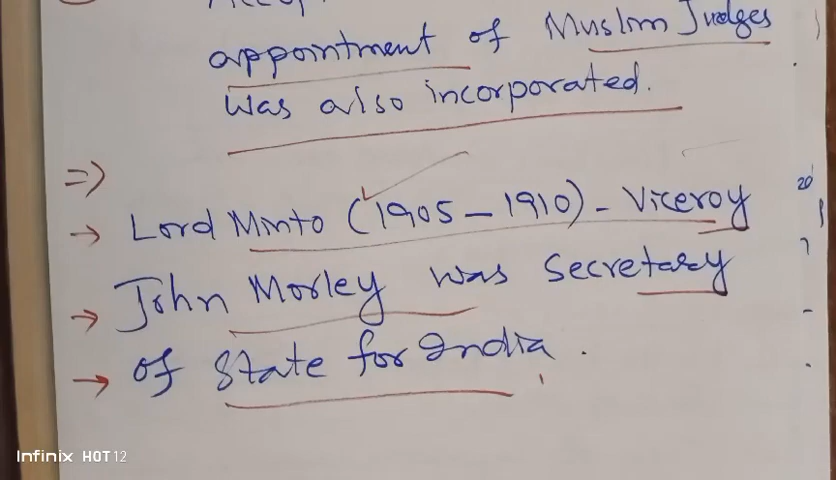 appointment of Muslim Judges
was also incorporated.
⇒
→ Lord Minto (1905-1910) - Viceroy
→ John Morley was Secretary
→ of State for India.
Infinix HOT 12